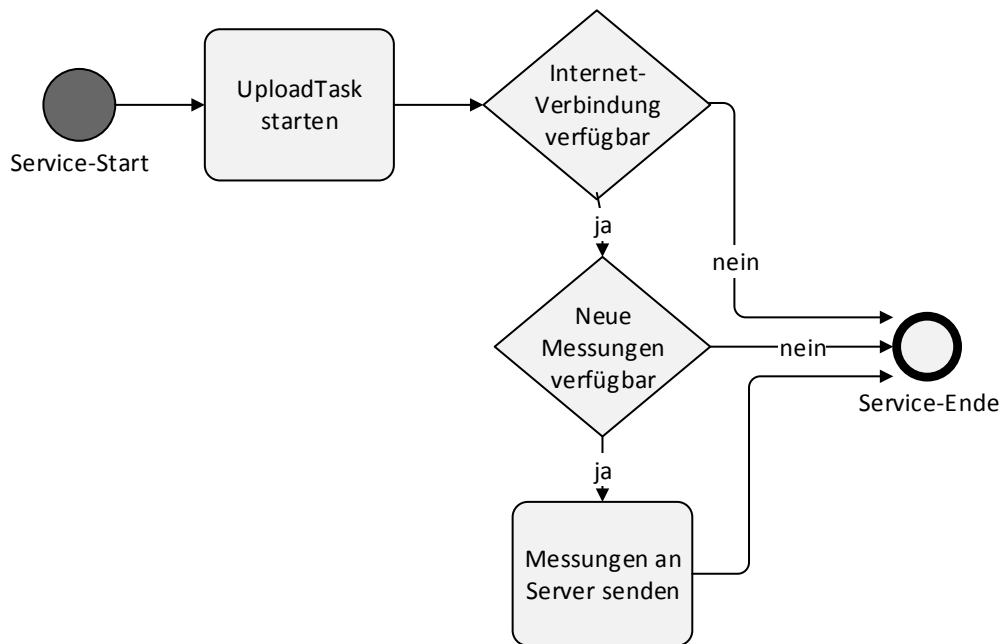 UploadTask
starten
Internet-
Verbindung
verfügbar
Service-Start
ja
nein
Neue
Messungen
verfügbar
nein
Service-Ende
ja
Messungen an
Server senden